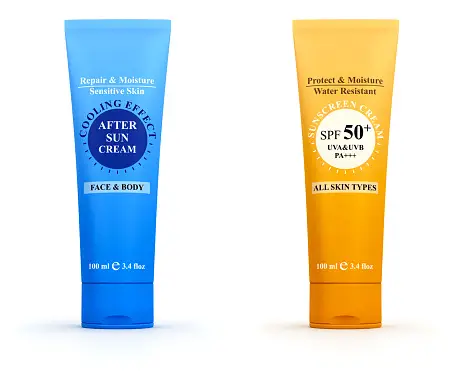 Repair & Moisture
Sensitive Skin
COOLING EFFECT
AFTER
SUN
CREAM
FACE & BODY
100 ml e 3.4 floz
Protect & Moisture
Water Resistant
SUNSCREEN CREAM
SPF 50+
UVA&UVB
PA+++
ALL SKIN TYPES
100 ml e 3.4 floz